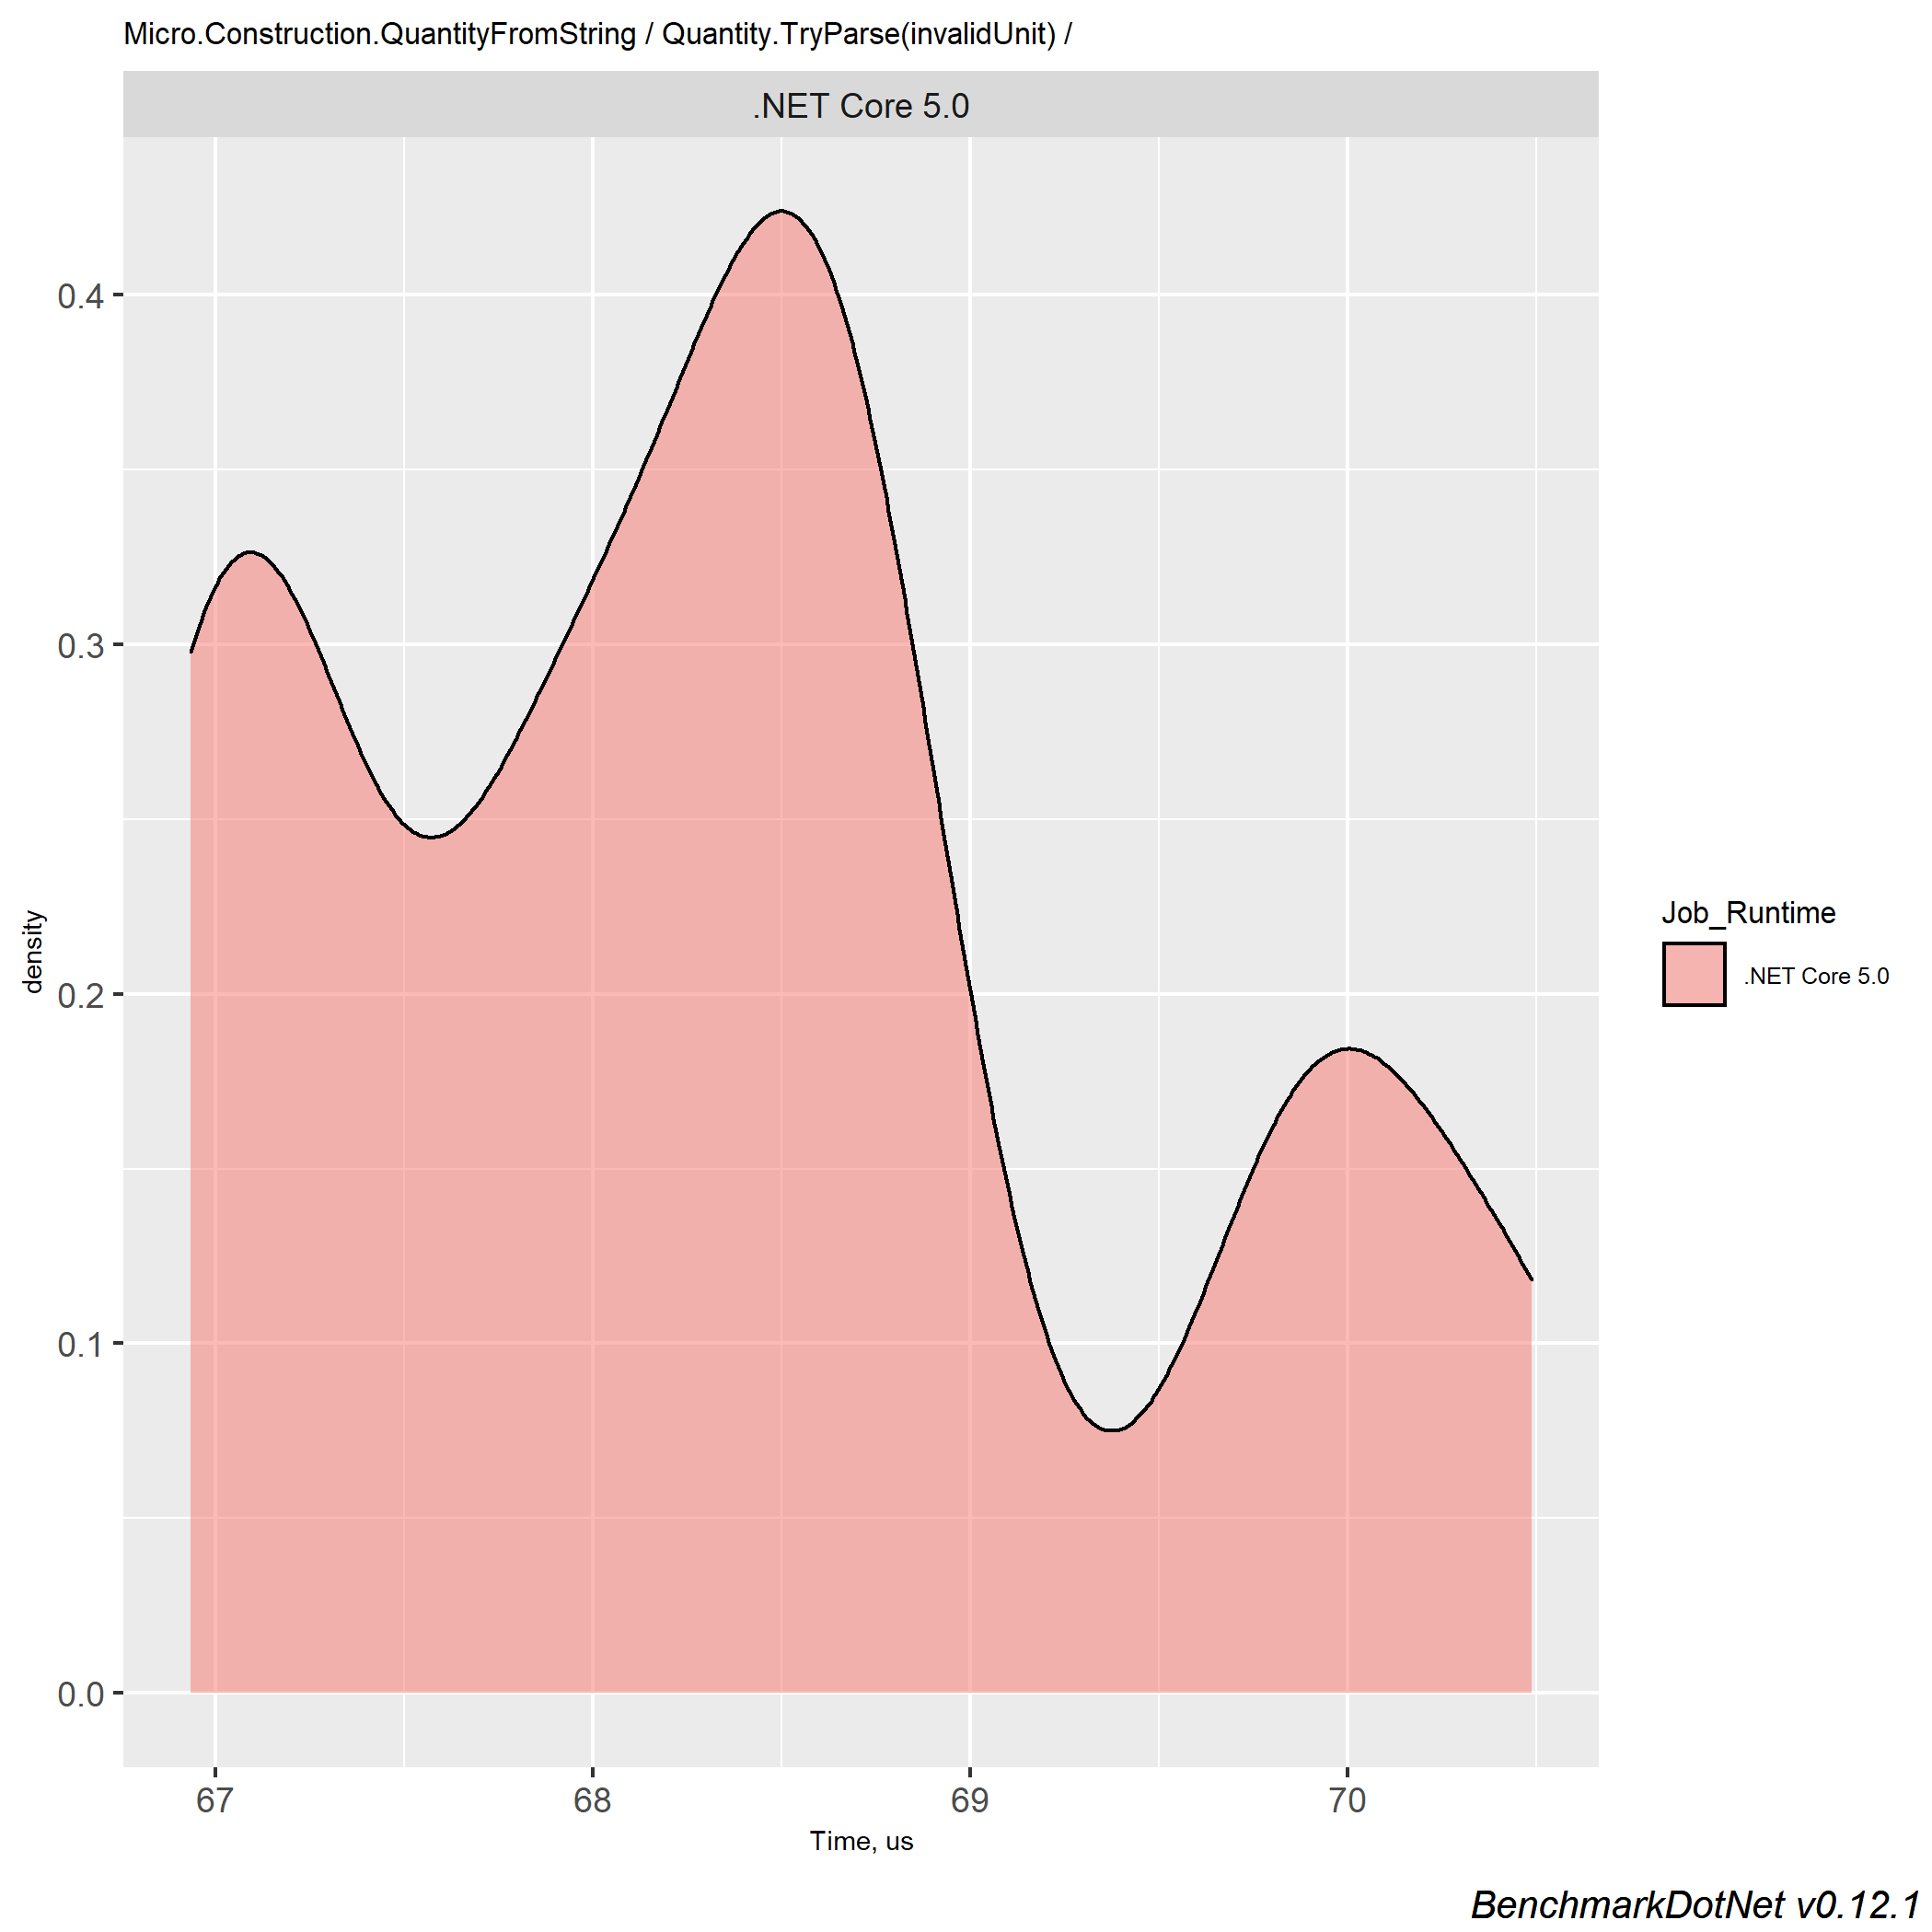 Micro.Construction.QuantityFromString / Quantity.TryParse(invalidUnit) /
.NET Core 5.0
0.4
0.3
0.2
0.1
0.0
density
67 68 69 70
Time, us
Job_Runtime
.NET Core 5.0
BenchmarkDotNet v0.12.1